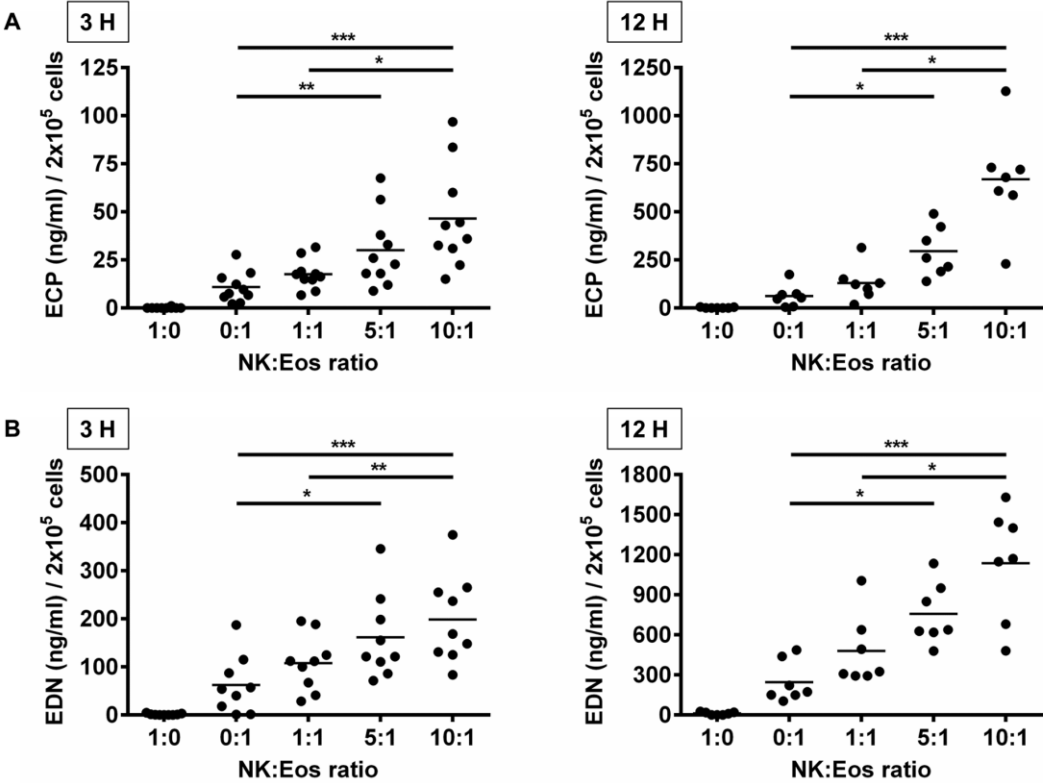 A
3 H
12 H
***
*
**
***
*
*
ECP (ng/ml) / 2x10⁵ cells
125
100
75
50
25
0
1:0 0:1 1:1 5:1 10:1
NK:Eos ratio
ECP (ng/ml) / 2x10⁵ cells
1250
1000
750
500
250
0
1:0 0:1 1:1 5:1 10:1
NK:Eos ratio
B
3 H
12 H
***
**
*
***
*
*
EDN (ng/ml) / 2x10⁵ cells
500
400
300
200
100
0
1:0 0:1 1:1 5:1 10:1
NK:Eos ratio
EDN (ng/ml) / 2x10⁵ cells
1800
1500
1200
900
600
300
0
1:0 0:1 1:1 5:1 10:1
NK:Eos ratio